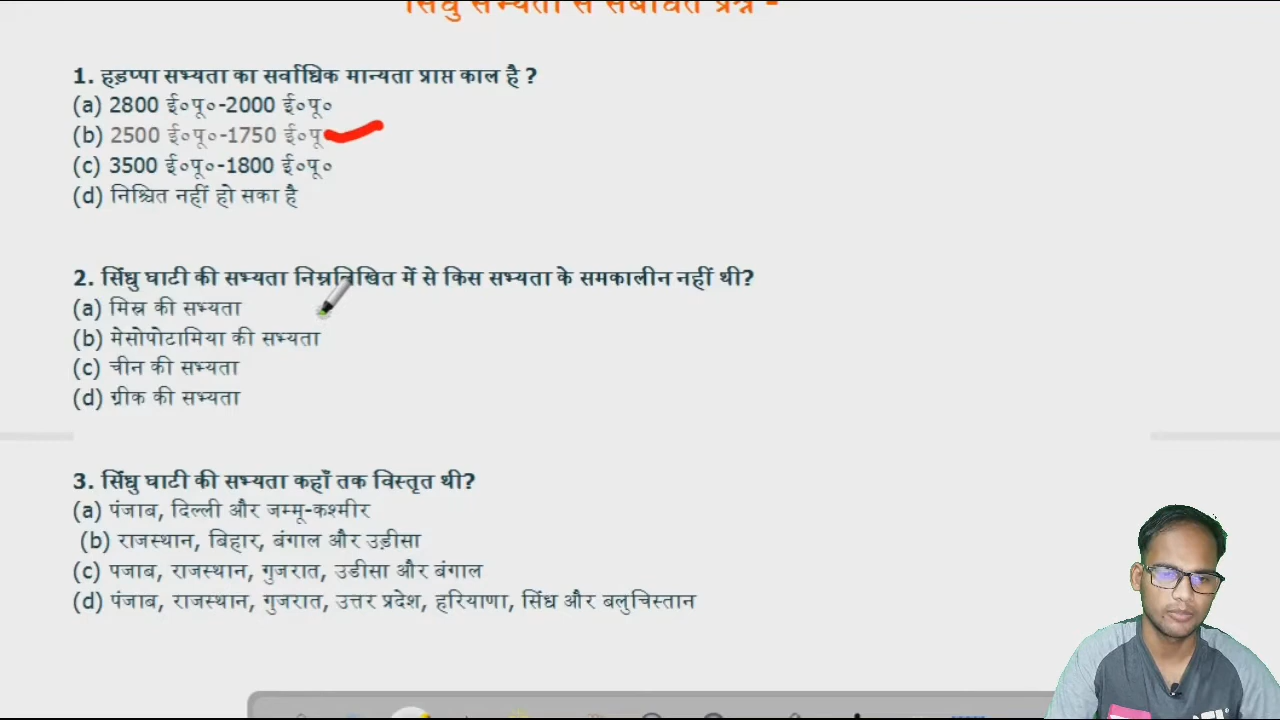 सिंधु सभ्यता से संबंधित प्रश्न -
1. हड़प्पा सभ्यता का सर्वाधिक मान्यता प्राप्त काल है ?
(a) 2800 ई०पू०-2000 ई०पू०
(b) 2500 ई०पू०-1750 ई०पू
(c) 3500 ई०पू०-1800 ई०पू०
(d) निश्चित नहीं हो सका है
2. सिंधु घाटी की सभ्यता निम्नलिखित में से किस सभ्यता के समकालीन नहीं थी?
(a) मिस्र की सभ्यता
(b) मेसोपोटामिया की सभ्यता
(c) चीन की सभ्यता
(d) ग्रीक की सभ्यता
3. सिंधु घाटी की सभ्यता कहाँ तक विस्तृत थी?
(a) पंजाब, दिल्ली और जम्मू-कश्मीर
(b) राजस्थान, बिहार, बंगाल और उड़ीसा
(c) पजाब, राजस्थान, गुजरात, उडीसा और बंगाल
(d) पंजाब, राजस्थान, गुजरात, उत्तर प्रदेश, हरियाणा, सिंध और बलुचिस्तान